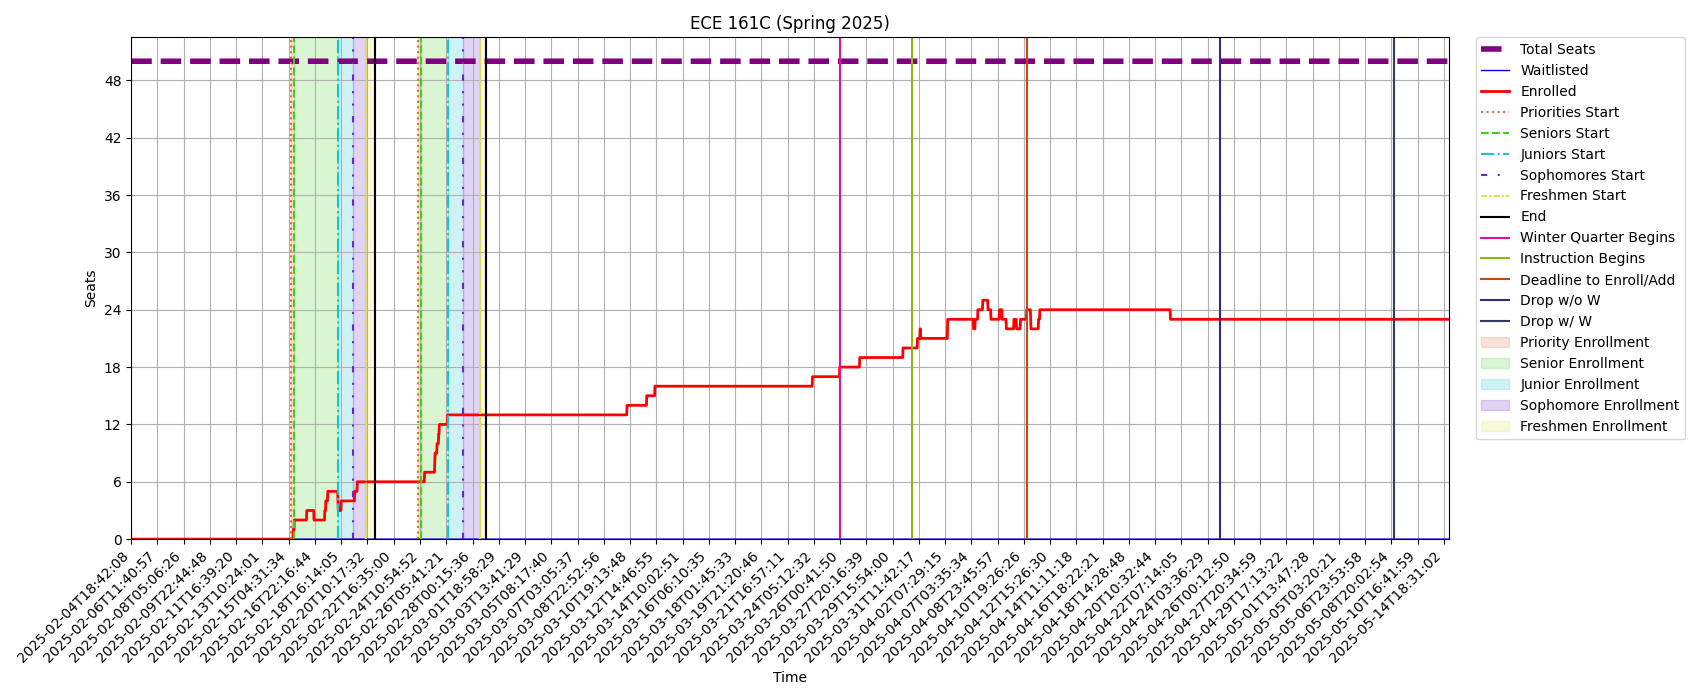 ECE 161C (Spring 2025)
Seats
48
42
36
30
24
18
12
6
0
2025-02-04T18:42:08
2025-02-06T11:40:57
2025-02-08T05:06:26
2025-02-09T22:44:48
2025-02-11T16:39:20
2025-02-13T10:24:01
2025-02-15T04:31:34
2025-02-16T22:16:44
2025-02-18T16:14:05
2025-02-20T10:17:32
2025-02-22T16:35:00
2025-02-24T10:54:52
2025-02-26T05:41:21
2025-02-28T00:15:36
2025-03-01T18:58:29
2025-03-03T13:41:29
2025-03-05T08:17:40
2025-03-07T03:05:37
2025-03-08T22:52:56
2025-03-10T19:13:48
2025-03-12T14:46:55
2025-03-14T10:02:51
2025-03-16T06:10:35
2025-03-18T01:45:33
2025-03-19T21:20:46
2025-03-21T16:57:11
2025-03-24T05:12:32
2025-03-26T00:41:50
2025-03-27T20:16:39
2025-03-29T15:54:00
2025-03-31T11:42:17
2025-04-02T07:29:15
2025-04-07T03:35:34
2025-04-08T23:45:57
2025-04-10T19:26:26
2025-04-12T15:26:30
2025-04-14T11:11:18
2025-04-16T18:22:21
2025-04-18T14:28:48
2025-04-20T10:32:44
2025-04-22T07:14:05
2025-04-24T03:36:29
2025-04-26T00:12:50
2025-04-27T20:34:59
2025-04-29T17:13:22
2025-05-01T13:47:28
2025-05-05T03:20:21
2025-05-06T23:53:58
2025-05-08T20:02:54
2025-05-10T16:41:59
2025-05-14T18:31:02
Time
Total Seats
Waitlisted
Enrolled
Priorities Start
Seniors Start
Juniors Start
Sophomores Start
Freshmen Start
End
Winter Quarter Begins
Instruction Begins
Deadline to Enroll/Add
Drop w/o W
Drop w/ W
Priority Enrollment
Senior Enrollment
Junior Enrollment
Sophomore Enrollment
Freshmen Enrollment